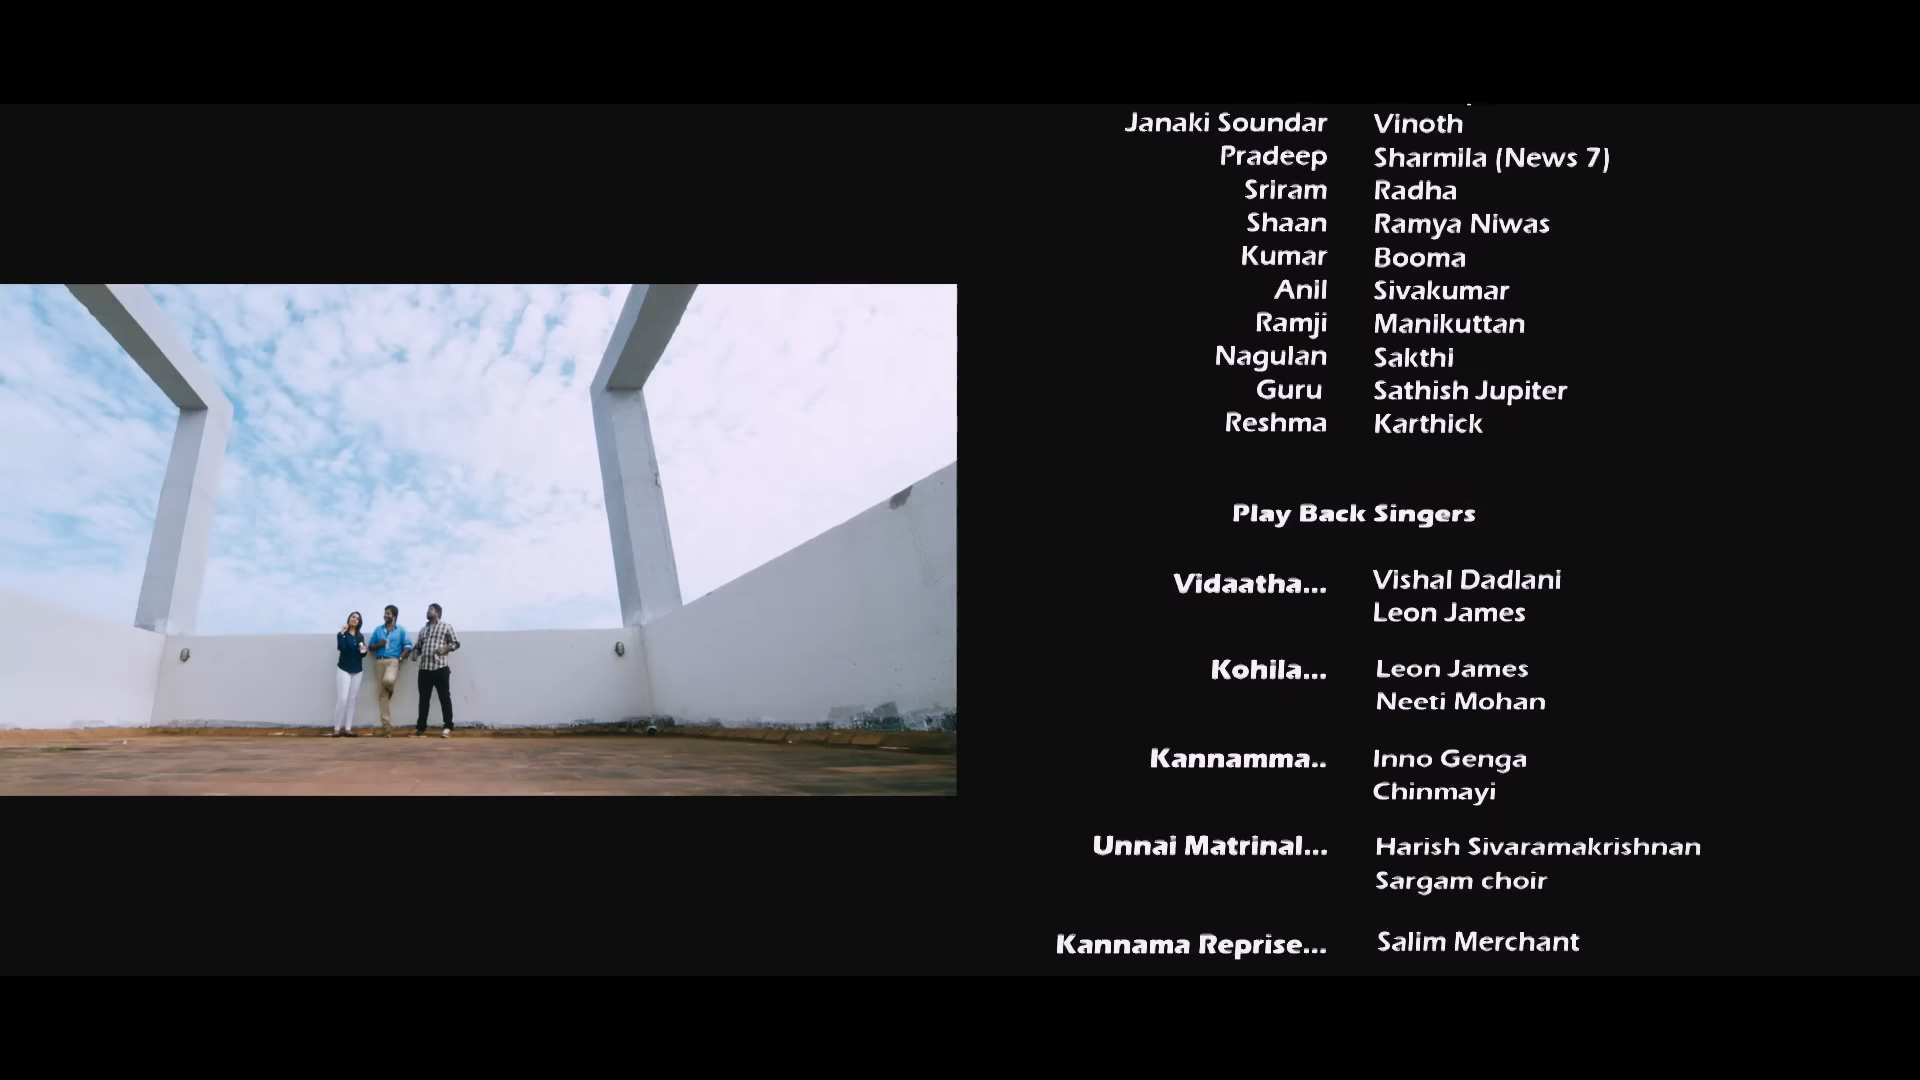 Janaki Soundar Vinoth
Pradeep Sharmila (News 7)
Sriram Radha
Shaan Ramya Niwas
Kumar Booma
Anil Sivakumar
Ramji Manikuttan
Nagulan Sakthi
Guru Sathish Jupiter
Reshma Karthick
Play Back Singers
Vidaatha... Vishal Dadlani
Leon James
Kohila... Leon James
Neeti Mohan
Kannamma.. Inno Genga
Chinmayi
Unnai Matrinal... Harish Sivaramakrishnan
Sargam choir
Kannama Reprise... Salim Merchant